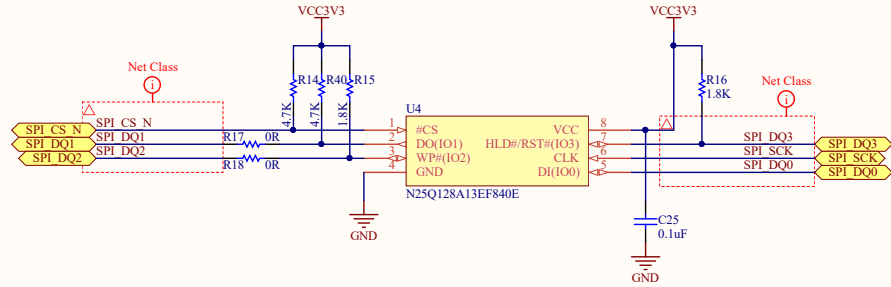 VCC3V3
VCC3V3
Net Class
i
R14
R40
R15
4.7K
4.7K
1.8K
R16
1.8K
Net Class
i
U4
SPI_CS_N
SPI_CS_N
1
#CS
VCC
8
SPI_DQ1
SPI_DQ1
R17
0R
2
DO(IO1)
HLD#/RST#(IO3)
7
SPI_DQ3
SPI_DQ3
SPI_DQ2
SPI_DQ2
R18
0R
3
WP#(IO2)
CLK
6
SPI_SCK
SPI_SCK
4
GND
DI(IO0)
5
SPI_DQ0
SPI_DQ0
N25Q128A13EF840E
GND
C25
0.1uF
GND